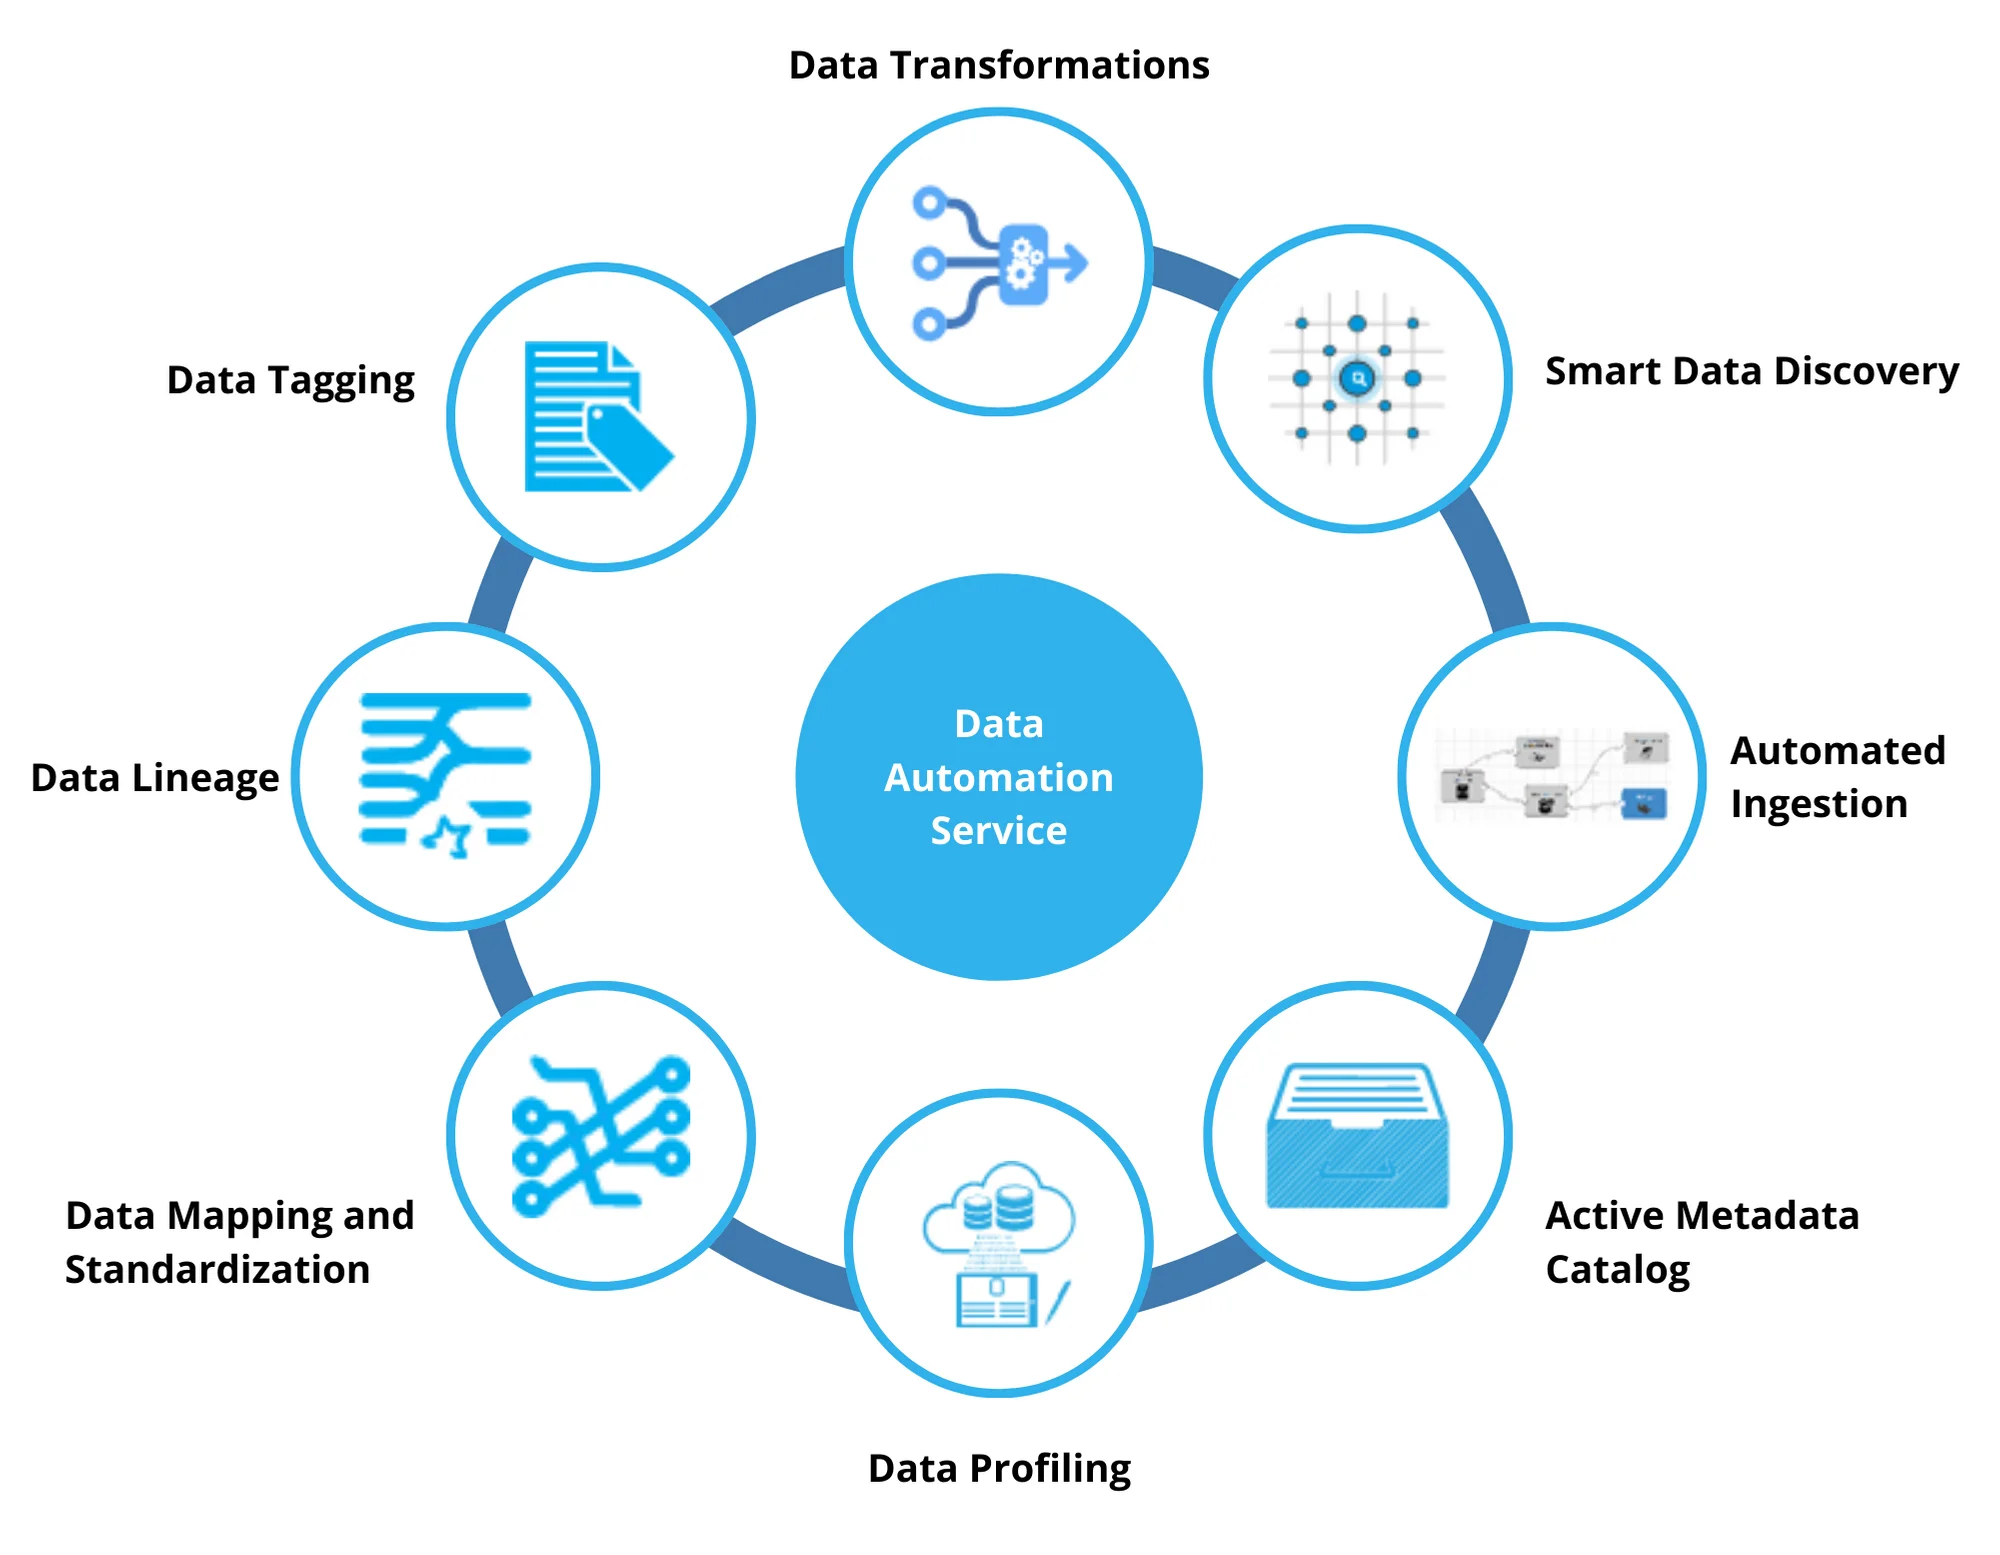 Data Transformations
Smart Data Discovery
Data Tagging
Data
Automation
Service
Data Lineage
Automated
Ingestion
Data Mapping and
Standardization
Active Metadata
Catalog
Data Profiling